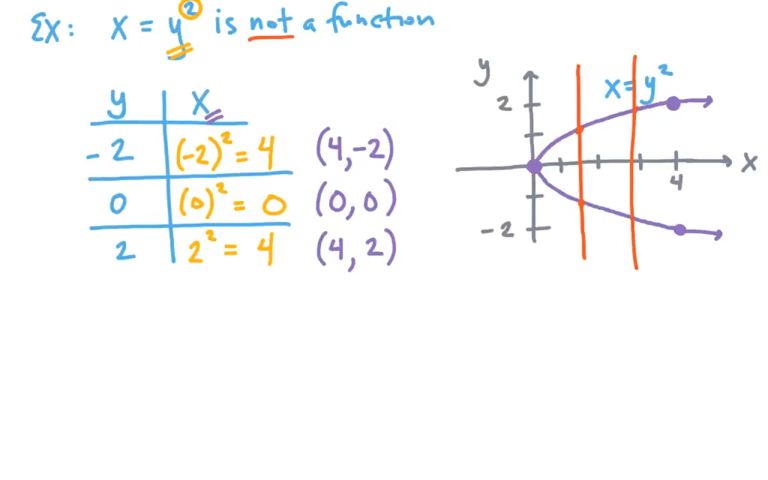 Ex: x = y² is not a function
y x
-2 (-2)² = 4 (4,-2)
0 (0)² = 0 (0,0)
2 2² = 4 (4,2)
y
x=y²
2
x
4
-2